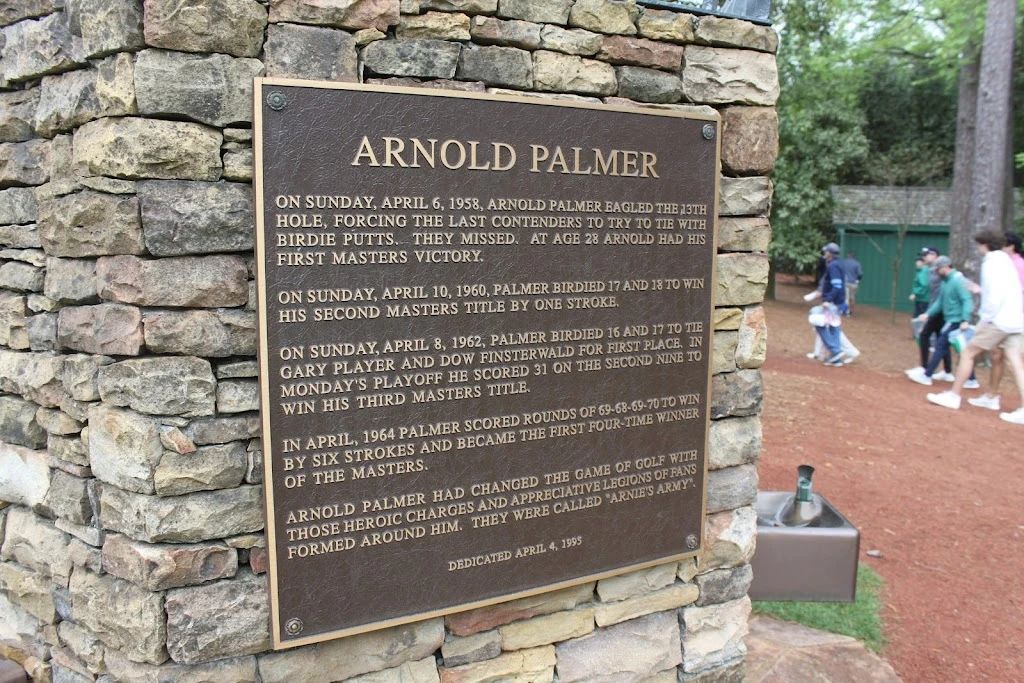 ARNOLD PALMER
ON SUNDAY, APRIL 6, 1958, ARNOLD PALMER EAGLED THE 13TH
HOLE, FORCING THE LAST CONTENDERS TO TRY TO TIE WITH
BIRDIE PUTTS. THEY MISSED. AT AGE 28 ARNOLD HAD HIS
FIRST MASTERS VICTORY.
ON SUNDAY, APRIL 10, 1960, PALMER BIRDIED 17 AND 18 TO WIN
HIS SECOND MASTERS TITLE BY ONE STROKE.
ON SUNDAY, APRIL 8, 1962, PALMER BIRDIED 16 AND 17 TO TIE
GARY PLAYER AND DOW FINSTERWALD FOR FIRST PLACE. IN
MONDAY'S PLAYOFF HE SCORED 31 ON THE SECOND NINE TO
WIN HIS THIRD MASTERS TITLE.
IN APRIL, 1964 PALMER SCORED ROUNDS OF 69-68-69-70 TO WIN
BY SIX STROKES AND BECAME THE FIRST FOUR-TIME WINNER
OF THE MASTERS.
ARNOLD PALMER HAD CHANGED THE GAME OF GOLF WITH
THOSE HEROIC CHARGES AND APPRECIATIVE LEGIONS OF FANS
FORMED AROUND HIM. THEY WERE CALLED "ARNIE'S ARMY".
DEDICATED APRIL 4, 1995